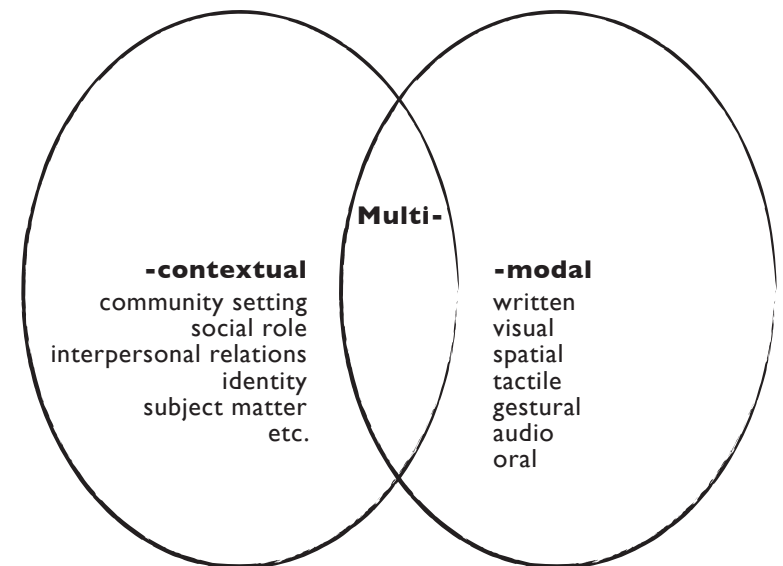 Multi-
-contextual
community setting
social role
interpersonal relations
identity
subject matter
etc.
-modal
written
visual
spatial
tactile
gestural
audio
oral